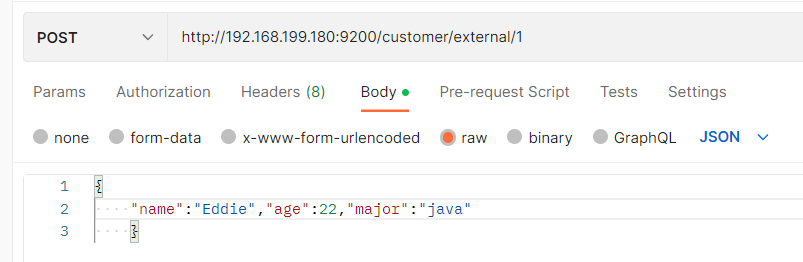 POST http://192.168.199.180:9200/customer/external/1
Params Authorization Headers (8) Body Pre-request Script Tests Settings
none form-data x-www-form-urlencoded raw binary GraphQL JSON
1 {
2 "name":"Eddie","age":22,"major":"java"
3 }